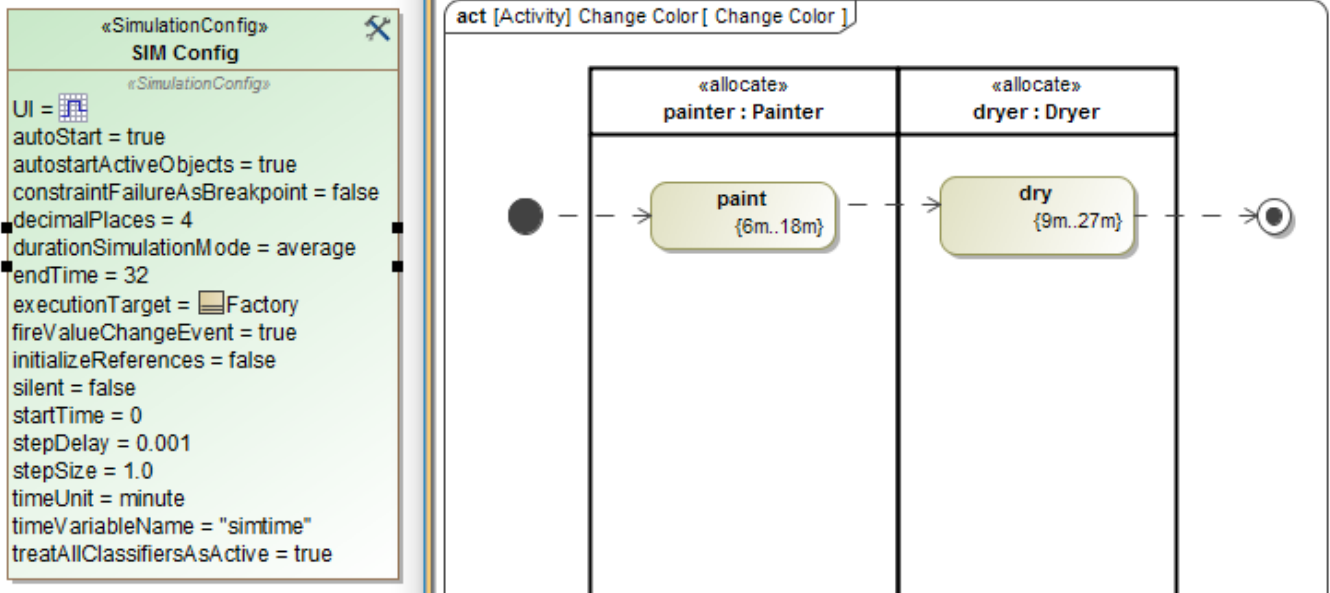 «SimulationConfig»
SIM Config
«SimulationConfig»
UI =
autoStart = true
autostartActiveObjects = true
constraintFailureAsBreakpoint = false
decimalPlaces = 4
durationSimulationMode = average
endTime = 32
executionTarget = Factory
fireValueChangeEvent = true
initializeReferences = false
silent = false
startTime = 0
stepDelay = 0.001
stepSize = 1.0
timeUnit = minute
timeVariableName = "simtime"
treatAllClassifiersAsActive = true
act [Activity] Change Color [ Change Color ]
«allocate»
painter : Painter
«allocate»
dryer : Dryer
paint
{6m..18m}
dry
{9m..27m}